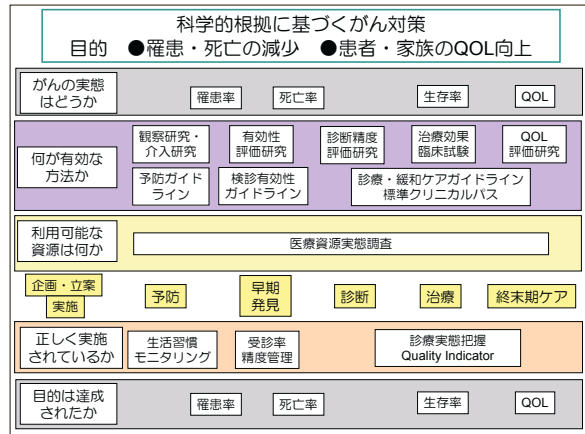 科学的根拠に基づくがん対策
目的 ●罹患・死亡の減少 ●患者・家族のQOL向上
がんの実態
はどうか
罹患率
死亡率
生存率
QOL
何が有効な
方法か
観察研究・
介入研究
有効性
評価研究
診断精度
評価研究
治療効果
臨床試験
QOL
評価研究
予防ガイド
ライン
検診有効性
ガイドライン
診療・緩和ケアガイドライン
標準クリニカルパス
利用可能な
資源は何か
医療資源実態調査
企画・立案
実施
予防
早期
発見
診断
治療
終末期ケア
正しく実施
されているか
生活習慣
モニタリング
受診率
精度管理
診療実態把握
Quality Indicator
目的は達成
されたか
罹患率
死亡率
生存率
QOL